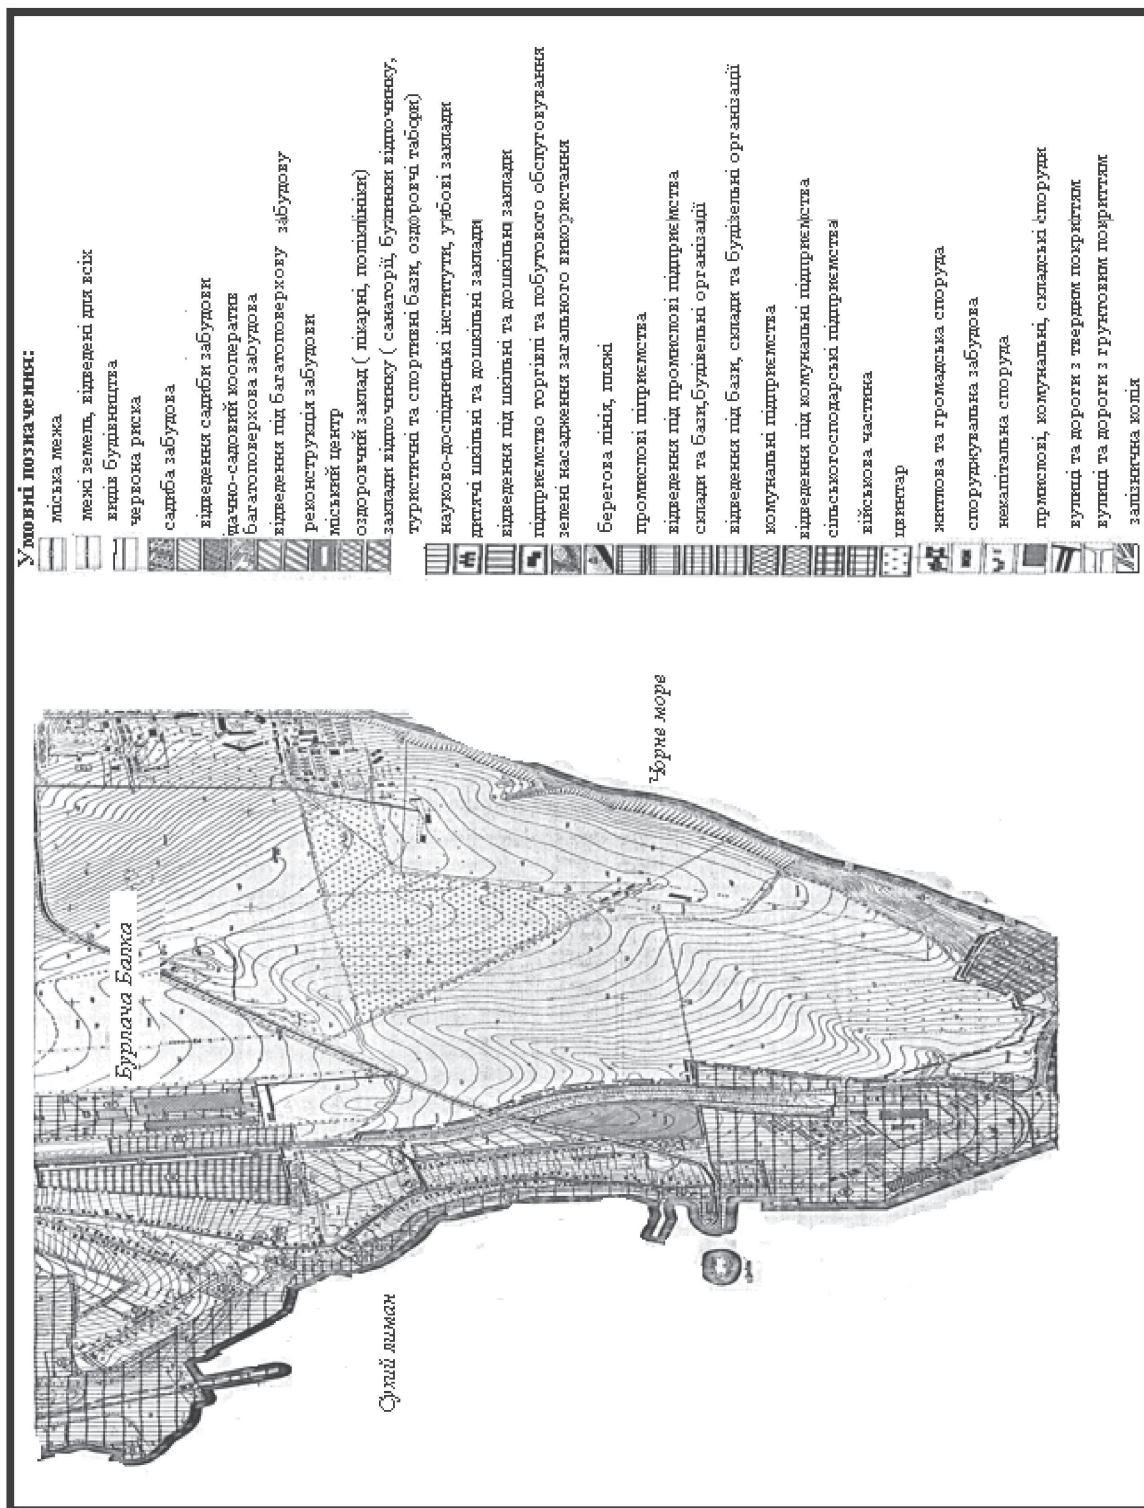 Умовні позначення:
міська межа
межі земель, відведені для всіх
видів будівництва
червона риска
садиба забудова
відведення садиби забудови
дачно-садовий кооператив
багатоповерхова забудова
відведення під багатоповерхову забудову
реконструкція забудови
міський центр
оздоровчий заклад ( лікарні, поліклініки)
заклади відпочинку ( санаторії, будинки відпочинку,
туристичні та спортивні бази, оздоровчі табори)
науково-дослідницькі інститути, учбові заклади
дитячі шкільні та дошкільні заклади
відведення під шкільні та дошкільні заклади
підприємство торгівлі та побутового обслуговування
зелені насадження загального використання
берегова лінія, пляжі
промислові піприємства
відведення під промислові підприємства
склади та бази,будівельні організації
відведення під бази, склади та будівельні організації
комунальні підприємства
відведення під комунальні підприємства
сільськогосподарські підприємства
військова частина
цвинтар
житлова та громадська споруда
споруджувальна забудова
некапітальна споруда
прмислові, комунальні, складські споруди
вулиці та дороги з твердим покриттям
вулиці та дороги з грунтовим покриттям
залізнична колія
Бурлача Балка
Чорне море
Сухий лиман